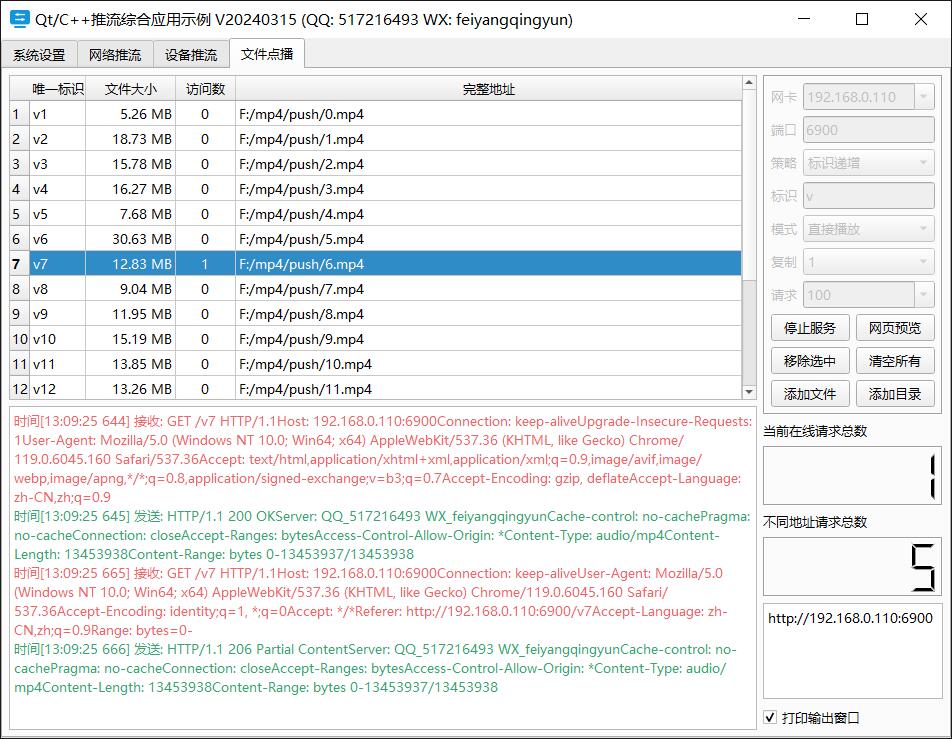 Qt/C++推流综合应用示例 V20240315 (QQ: 517216493 WX: feiyangqingyun)
系统设置 网络推流 设备推流 文件点播
唯一标识 文件大小 访问数 完整地址
1 v1 5.26 MB 0 F:/mp4/push/0.mp4
2 v2 18.73 MB 0 F:/mp4/push/1.mp4
3 v3 15.78 MB 0 F:/mp4/push/2.mp4
4 v4 16.27 MB 0 F:/mp4/push/3.mp4
5 v5 7.68 MB 0 F:/mp4/push/4.mp4
6 v6 30.63 MB 0 F:/mp4/push/5.mp4
7 v7 12.83 MB 1 F:/mp4/push/6.mp4
8 v8 9.04 MB 0 F:/mp4/push/7.mp4
9 v9 11.95 MB 0 F:/mp4/push/8.mp4
10 v10 15.19 MB 0 F:/mp4/push/9.mp4
11 v11 13.85 MB 0 F:/mp4/push/10.mp4
12 v12 13.26 MB 0 F:/mp4/push/11.mp4
时间[13:09:25 644] 接收: GET /v7 HTTP/1.1Host: 192.168.0.110:6900Connection: keep-aliveUpgrade-Insecure-Requests:
1User-Agent: Mozilla/5.0 (Windows NT 10.0; Win64; x64) AppleWebKit/537.36 (KHTML, like Gecko) Chrome/
119.0.6045.160 Safari/537.36Accept: text/html,application/xhtml+xml,application/xml;q=0.9,image/avif,image/
webp,image/apng,*/*;q=0.8,application/signed-exchange;v=b3;q=0.7Accept-Encoding: gzip, deflateAccept-Language:
zh-CN,zh;q=0.9
时间[13:09:25 645] 发送: HTTP/1.1 200 OKServer: QQ_517216493 WX_feiyangqingyunCache-control: no-cachePragma:
no-cacheConnection: closeAccept-Ranges: bytesAccess-Control-Allow-Origin: *Content-Type: audio/mp4Content-
Length: 13453938Content-Range: bytes 0-13453937/13453938
时间[13:09:25 665] 接收: GET /v7 HTTP/1.1Host: 192.168.0.110:6900Connection: keep-aliveUser-Agent: Mozilla/5.0
(Windows NT 10.0; Win64; x64) AppleWebKit/537.36 (KHTML, like Gecko) Chrome/119.0.6045.160 Safari/
537.36Accept-Encoding: identity;q=1, *;q=0Accept: */*Referer: http://192.168.0.110:6900/v7Accept-Language: zh-
CN,zh;q=0.9Range: bytes=0-
时间[13:09:25 666] 发送: HTTP/1.1 206 Partial ContentServer: QQ_517216493 WX_feiyangqingyunCache-control: no-
cachePragma: no-cacheConnection: closeAccept-Ranges: bytesAccess-Control-Allow-Origin: *Content-Type: audio/
mp4Content-Length: 13453938Content-Range: bytes 0-13453937/13453938
网卡 192.168.0.110
端口 6900
策略 标识递增
标识 v
模式 直接播放
复制 1
请求 100
停止服务 网页预览
移除选中 清空所有
添加文件 添加目录
当前在线请求总数
1
不同地址请求总数
5
http://192.168.0.110:6900
打印输出窗口